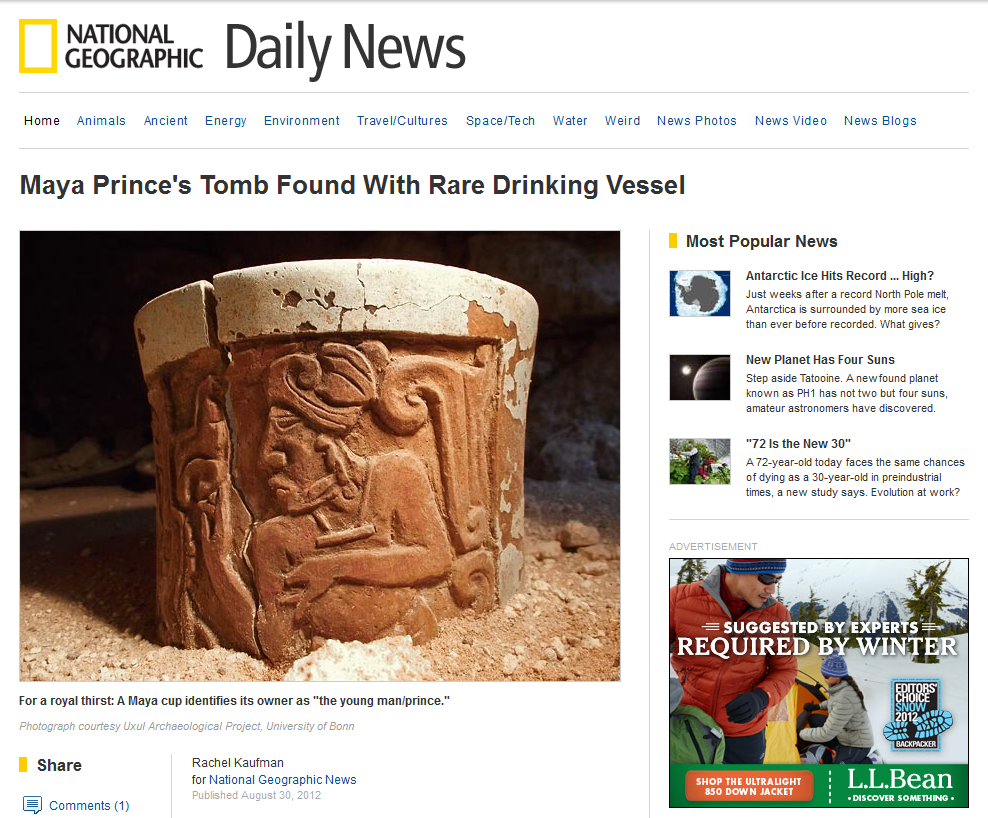 NATIONAL
GEOGRAPHIC
Daily News
Home Animals Ancient Energy Environment Travel/Cultures Space/Tech Water Weird News Photos News Video News Blogs
Maya Prince's Tomb Found With Rare Drinking Vessel
For a royal thirst: A Maya cup identifies its owner as "the young man/prince."
Photograph courtesy Uxul Archaeological Project, University of Bonn
Share
Comments (1)
Rachel Kaufman
for National Geographic News
Published August 30, 2012
Most Popular News
Antarctic Ice Hits Record ... High?
Just weeks after a record North Pole melt,
Antarctica is surrounded by more sea ice
than ever before recorded. What gives?
New Planet Has Four Suns
Step aside Tatooine. A newfound planet
known as PH1 has not two but four suns,
amateur astronomers have discovered.
"72 Is the New 30"
A 72-year-old today faces the same chances
of dying as a 30-year-old in preindustrial
times, a new study says. Evolution at work?
ADVERTISEMENT
SUGGESTED BY EXPERTS
REQUIRED BY WINTER
EDITORS'
CHOICE
SNOW
2012
BACKPACKER
SHOP THE ULTRALIGHT
850 DOWN JACKET
L.L.Bean
• DISCOVER SOMETHING •